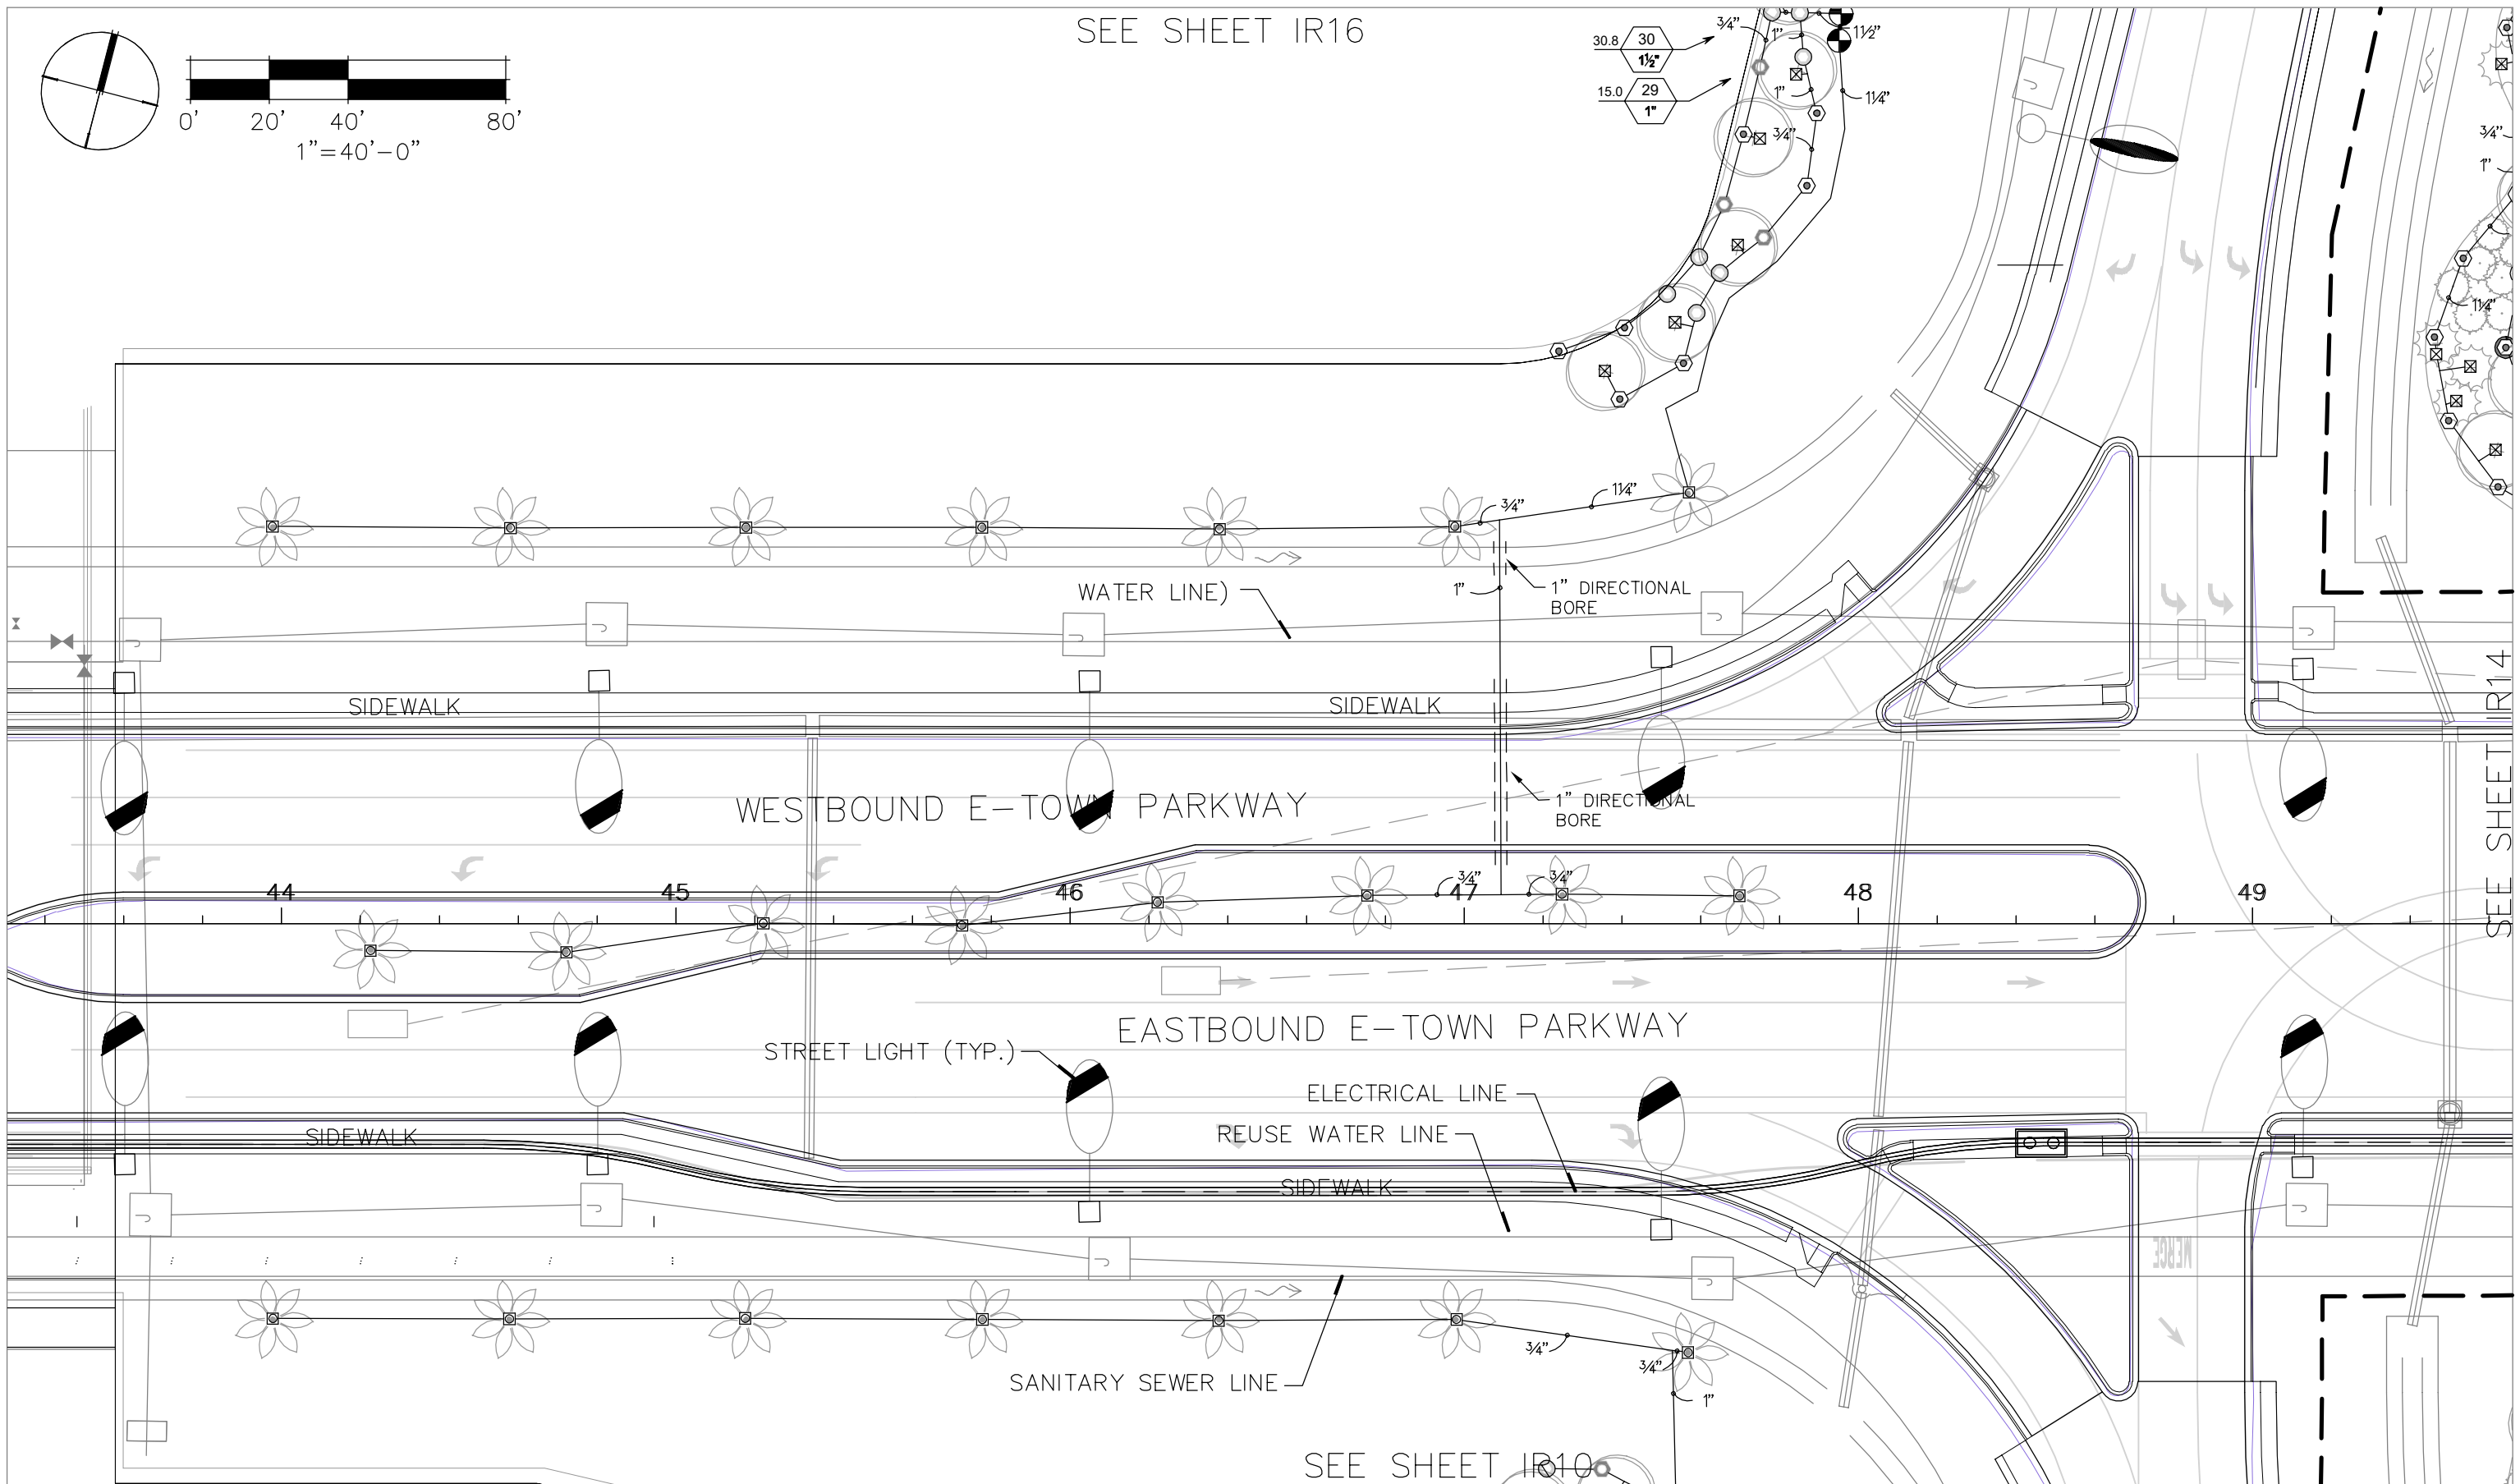 SEE SHEET IR16
0' 20' 40' 80'
1"=40'-0"
30.8 30 1½"
15.0 29 1"
3/4"
1"
1½"
1"
1¼"
3/4"
3/4"
1"
1¼"
3/4"
1¼"
1"
1" DIRECTIONAL
BORE
WATER LINE)
SIDEWALK
SIDEWALK
SEE SHEET IR14
WESTBOUND E-TOWN PARKWAY
1" DIRECTIONAL
BORE
3/4"
3/4"
44 45 46 47 48 49
EASTBOUND E-TOWN PARKWAY
STREET LIGHT (TYP.)
ELECTRICAL LINE
REUSE WATER LINE
SIDEWALK
SIDEWALK
MERGE
3/4"
3/4"
1"
SANITARY SEWER LINE
SEE SHEET IR10